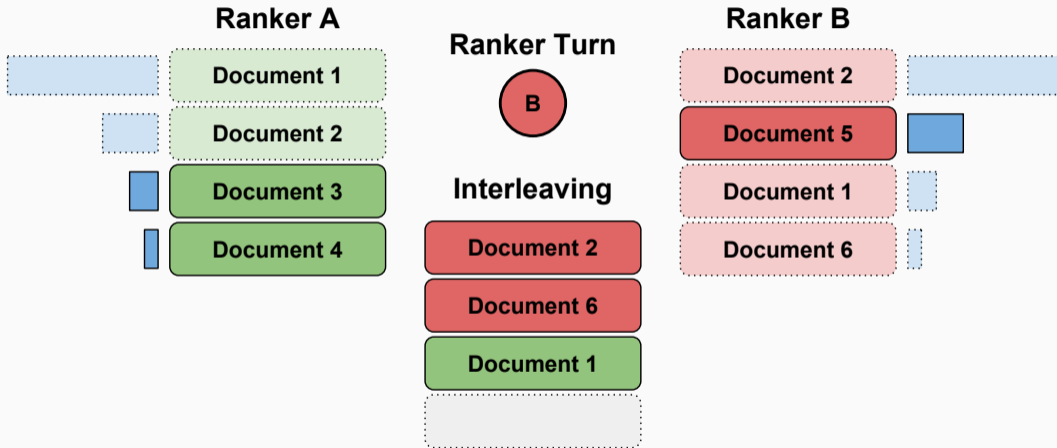 Ranker A
Document 1
Document 2
Document 3
Document 4
Ranker Turn
B
Interleaving
Document 2
Document 6
Document 1
Ranker B
Document 2
Document 5
Document 1
Document 6